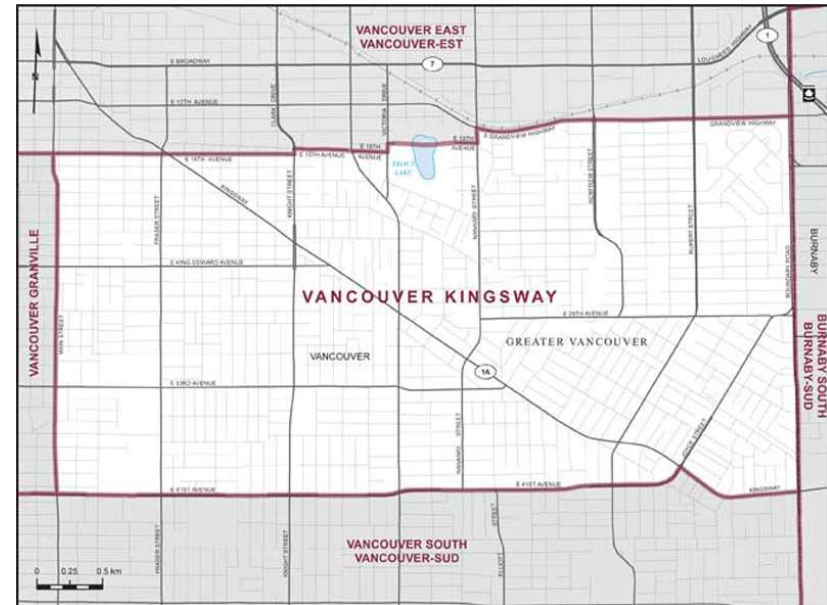 VANCOUVER EAST
VANCOUVER-EST
1
LOUGHEED HIGHWAY
E BROADWAY
7
E 12TH AVENUE
CLARK DRIVE
VICTORIA DRIVE
GRANDVIEW HIGHWAY
E GRANDVIEW HIGHWAY
E 18TH
AVENUE
E 15TH AVENUE
E 16TH
AVENUE
E 16TH AVENUE
TROUT
LAKE
KINGSWAY
KNIGHT STREET
FRASER STREET
NANAIMO STREET
RENFREW STREET
RUPERT STREET
BOUNDARY ROAD
BURNABY
VANCOUVER GRANVILLE
MAIN STREET
E KING EDWARD AVENUE
VANCOUVER KINGSWAY
E 29TH AVENUE
BURNABY SOUTH
BURNABY-SUD
GREATER VANCOUVER
VANCOUVER
1A
E 33RD AVENUE
NANAIMO STREET
JOYCE STREET
E 41ST AVENUE
E 41ST AVENUE
KINGSWAY
VANCOUVER SOUTH
VANCOUVER-SUD
FRASER STREET
KNIGHT STREET
ELLIOTT STREET
0 0.25 0.5 km